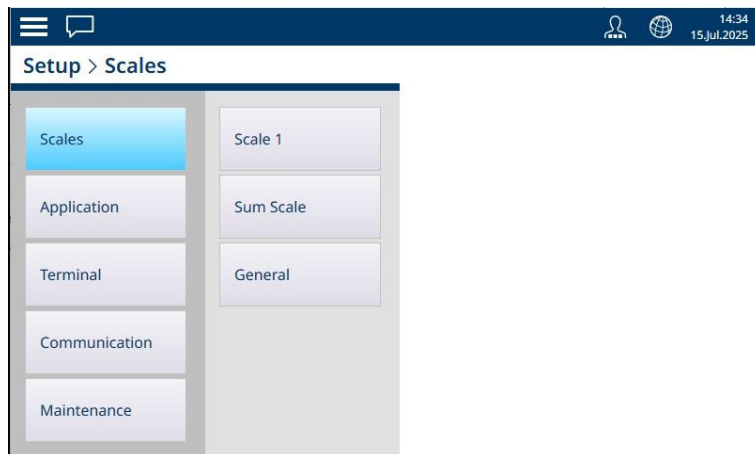 14:34
15.Jul.2025
Setup > Scales
Scales
Application
Terminal
Communication
Maintenance
Scale 1
Sum Scale
General